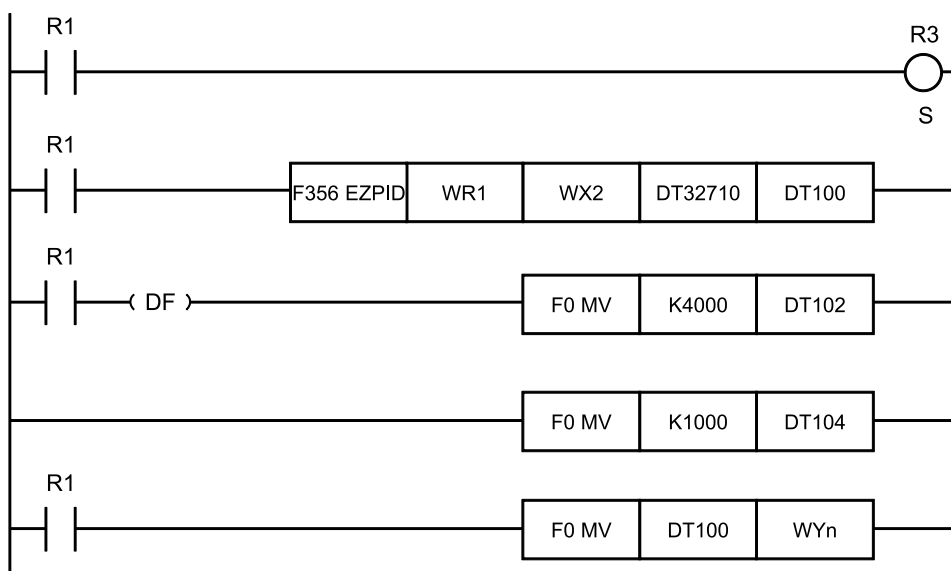 R1
R3
S
R1
F356 EZPID WR1 WX2 DT32710 DT100
R1
( DF ) F0 MV K4000 DT102
F0 MV K1000 DT104
R1
F0 MV DT100 WYn